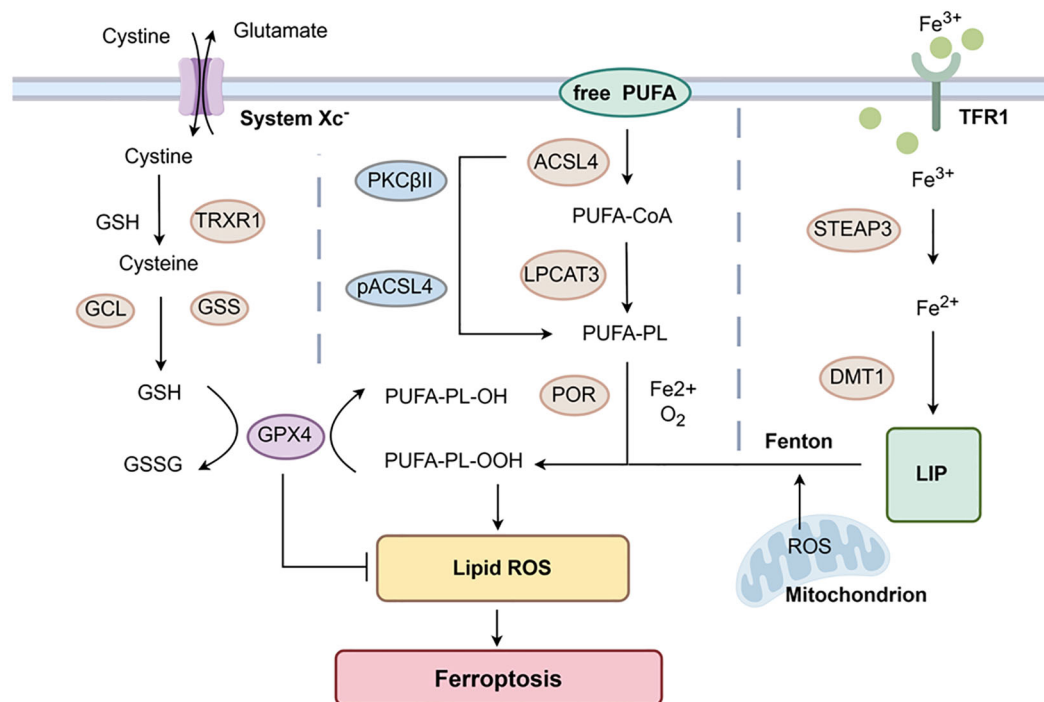 Cystine
Glutamate
System Xc⁻
Cystine
GSH
TRXR1
Cysteine
GCL
GSS
GSH
GSSG
GPX4
free PUFA
ACSL4
PKCβII
PUFA-CoA
LPCAT3
pACSL4
PUFA-PL
PUFA-PL-OH
POR
Fe2+
O₂
PUFA-PL-OOH
Fe³⁺
TFR1
Fe³⁺
STEAP3
Fe²⁺
DMT1
Fenton
LIP
ROS
Mitochondrion
Lipid ROS
Ferroptosis